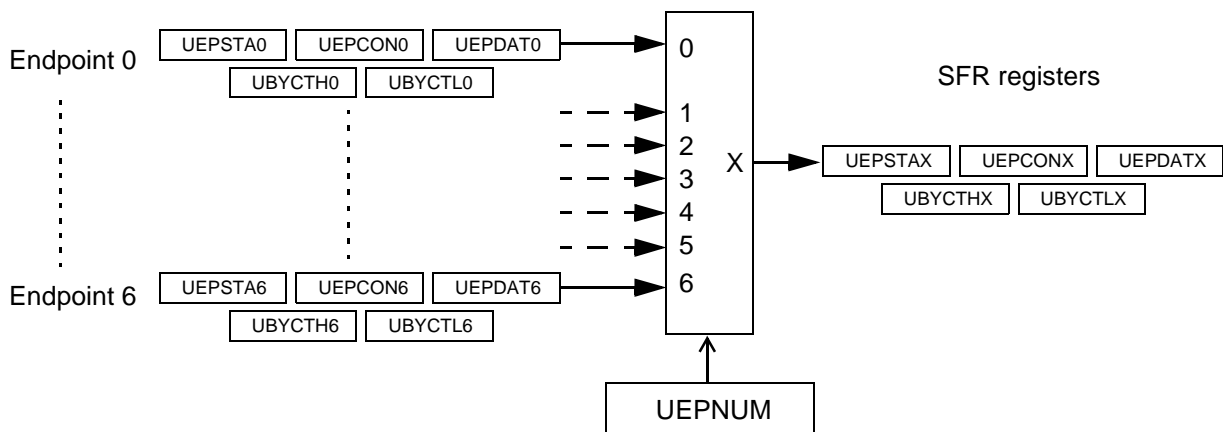 Endpoint 0
UEPSTA0 UEPCON0 UEPDAT0
UBYCTH0 UBYCTL0
0
SFR registers
1
2
3
4
5
6
X
UEPSTAX UEPCONX UEPDATX
UBYCTHX UBYCTLX
Endpoint 6
UEPSTA6 UEPCON6 UEPDAT6
UBYCTH6 UBYCTL6
UEPNUM